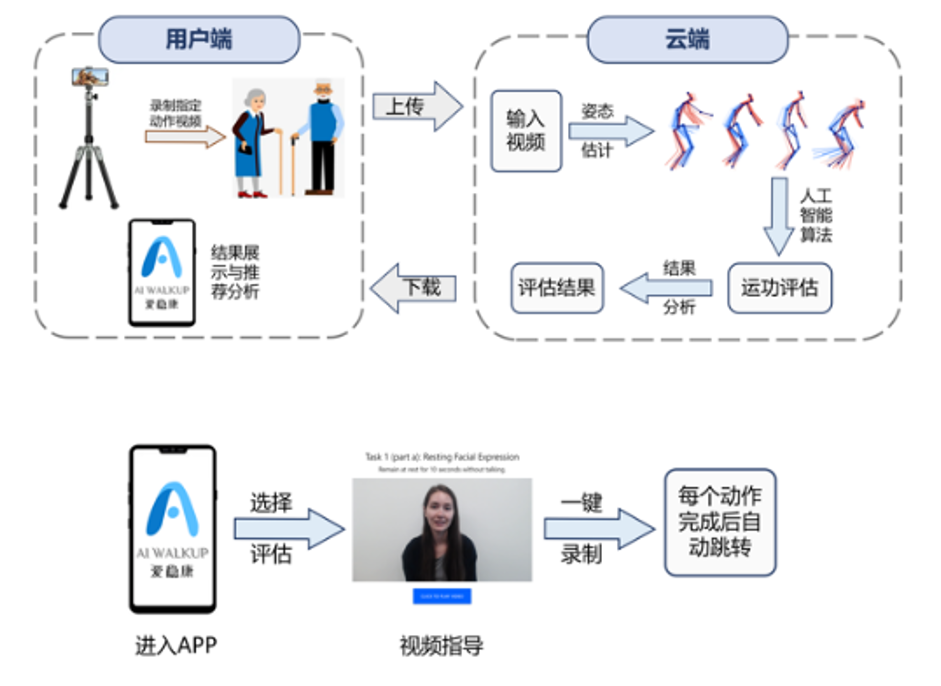 用户端
云端
录制指定
动作视频
上传
输入
视频
姿态
估计
人工
智能
算法
AI WALKUP
爱稳康
结果展
示与推
荐分析
下载
评估结果
结果
分析
运功评估
Task 1 (part a): Resting Facial Expression
Remain at rest for 10 seconds without talking.
AI WALKUP
爱稳康
选择
评估
一键
录制
每个动作
完成后自
动跳转
进入APP
视频指导